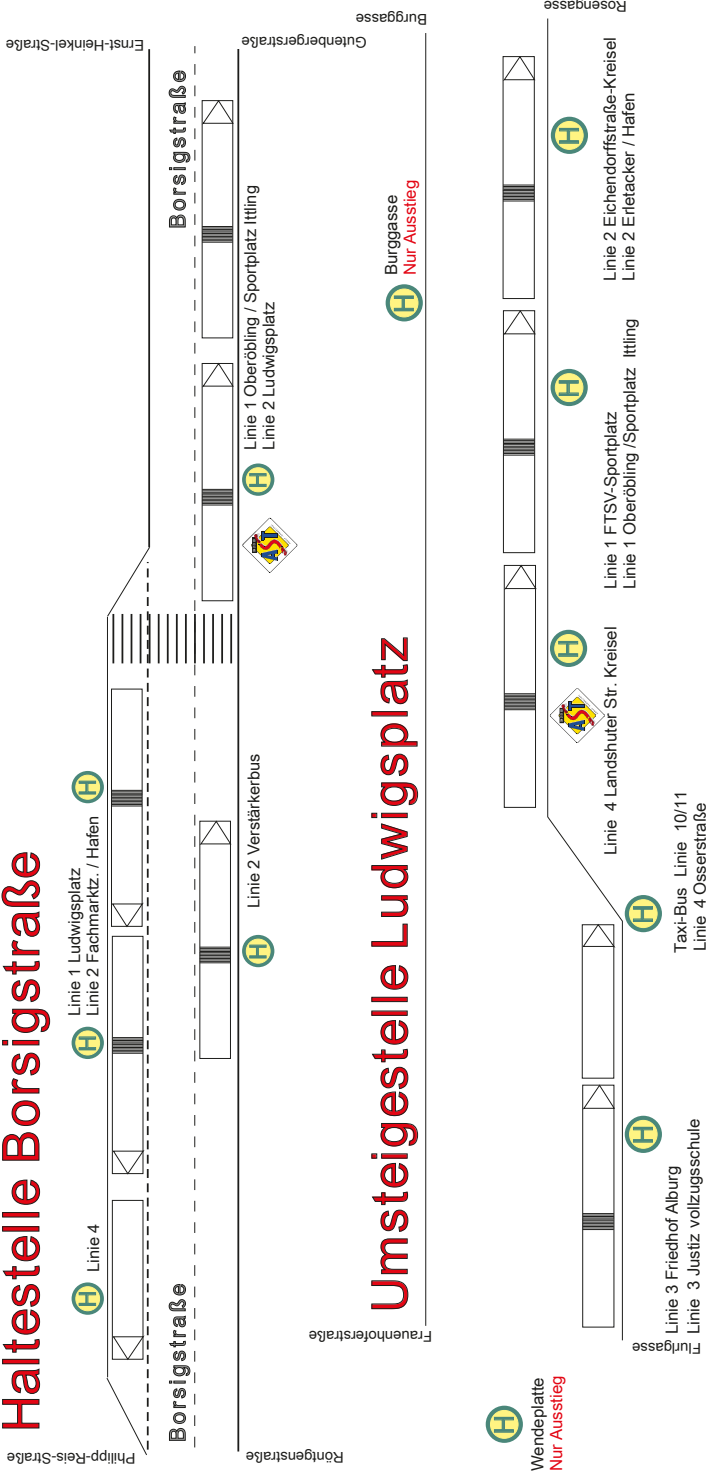 Haltestelle Borsigstraße
Philipp-Reis-Straße
Ernst-Heinkel-Straße
H
Linie 4
H
H
Linie 1 Ludwigsplatz
Linie 2 Fachmarktz. / Hafen
Borsigstraße
Borsigstraße
H
Linie 2 Verstärkerbus
AST
H
Linie 1 Oberöbling / Sportplatz Ittling
Linie 2 Ludwigsplatz
Röntgenstraße
Gutenbergerstraße
Umsteigestelle Ludwigsplatz
Frauenhoferstraße
Burggasse
H
Burggasse
Nur Ausstieg
H
Wendeplatte
Nur Ausstieg
Flurlgasse
Rosengasse
H
Linie 3 Friedhof Alburg
Linie 3 Justiz vollzugsschule
H
Taxi-Bus Linie 10/11
Linie 4 Osserstraße
AST
H
Linie 4 Landshuter Str. Kreisel
H
Linie 1 FTSV-Sportplatz
Linie 1 Oberöbling /Sportplatz Ittling
H
Linie 2 Eichendorffstraße-Kreisel
Linie 2 Erletacker / Hafen